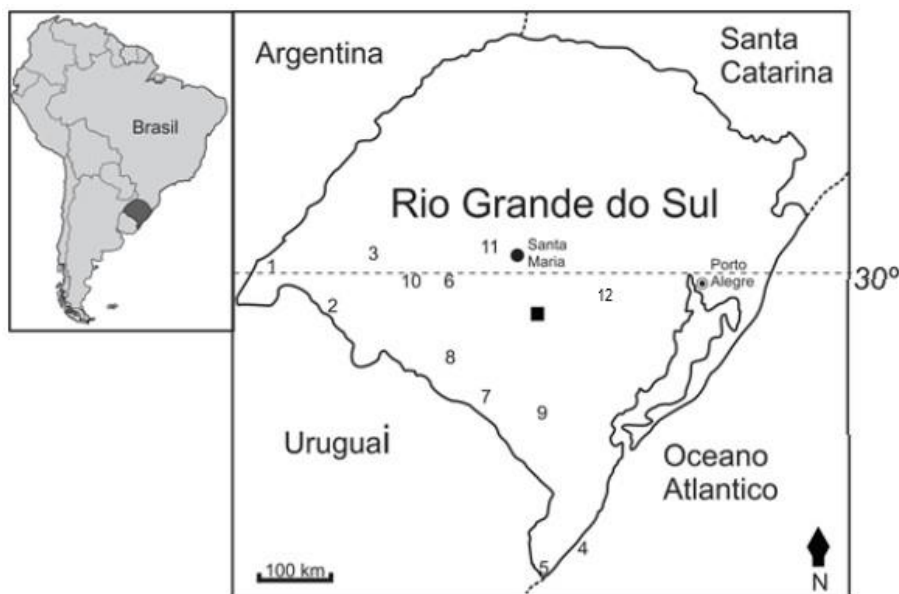 Brasil
Argentina
Santa
Catarina
Rio Grande do Sul
11
Santa
Maria
3
1
10
6
Porto
Alegre
12
30º
2
8
7
9
Uruguai
Oceano
Atlantico
4
5
100 km
N